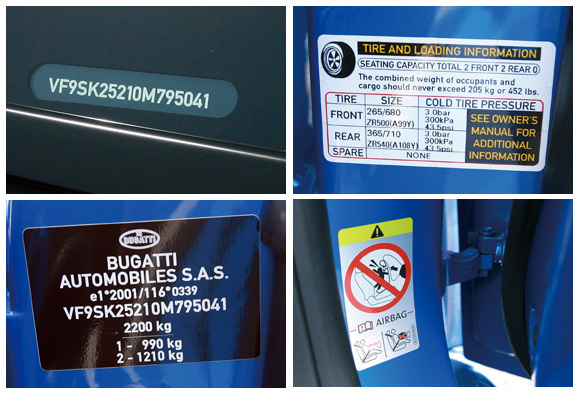 VF9SK25210M795041
TIRE AND LOADING INFORMATION
SEATING CAPACITY TOTAL 2 FRONT 2 REAR 0
The combined weight of occupants and
cargo should never exceed 205 kg or 452 lbs.
TIRE SIZE COLD TIRE PRESSURE
FRONT 265/680 ZR500(A99Y) 3.0bar 300kPa 43.5psi
REAR 365/710 ZR540(A108Y) 3.0bar 300kPa 43.5psi
SPARE NONE
SEE OWNER'S
MANUAL FOR
ADDITIONAL
INFORMATION
BUGATTI
BUGATTI
AUTOMOBILES S.A.S.
e1*2001/116*0339
VF9SK25210M795041
2200 kg
1 - 990 kg
2 - 1210 kg
AIRBAG